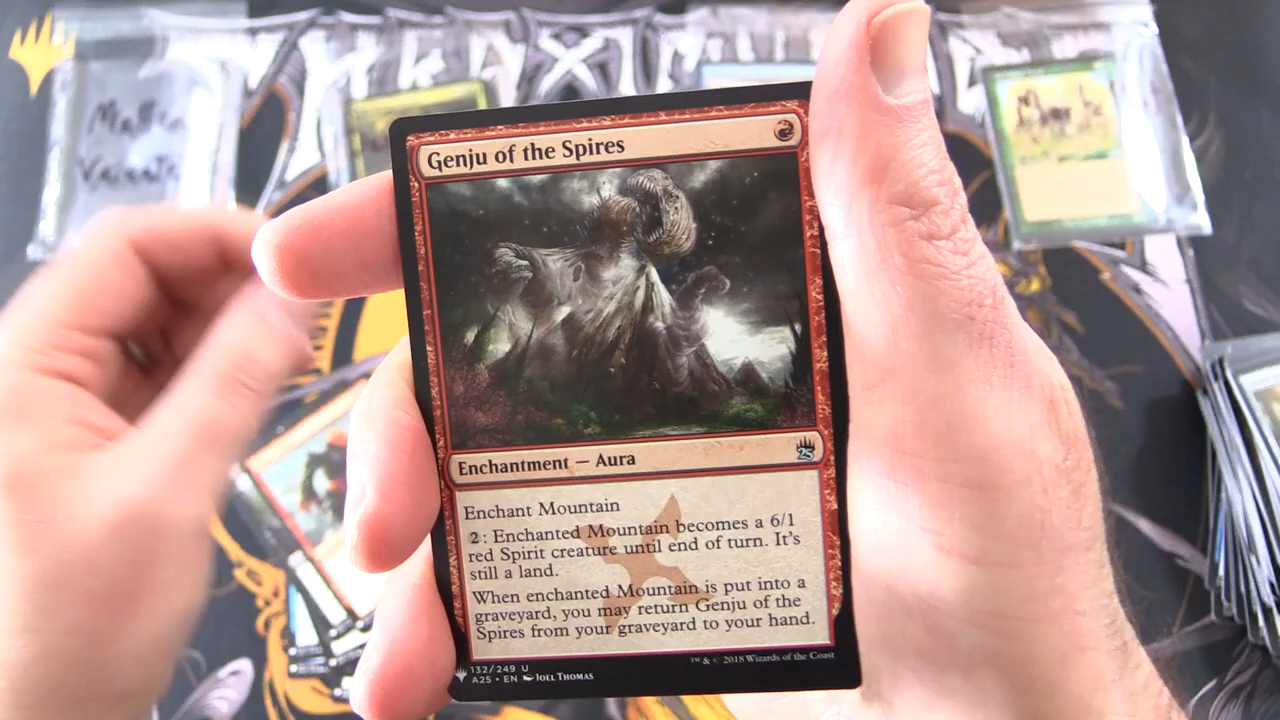 Genju of the Spires
Enchantment — Aura
25
Enchant Mountain
2: Enchanted Mountain becomes a 6/1
red Spirit creature until end of turn. It's
still a land.
When enchanted Mountain is put into a
graveyard, you may return Genju of the
Spires from your graveyard to your hand.
132/249 U
A25 • EN Joel Thomas
™ & © 2018 Wizards of the Coast